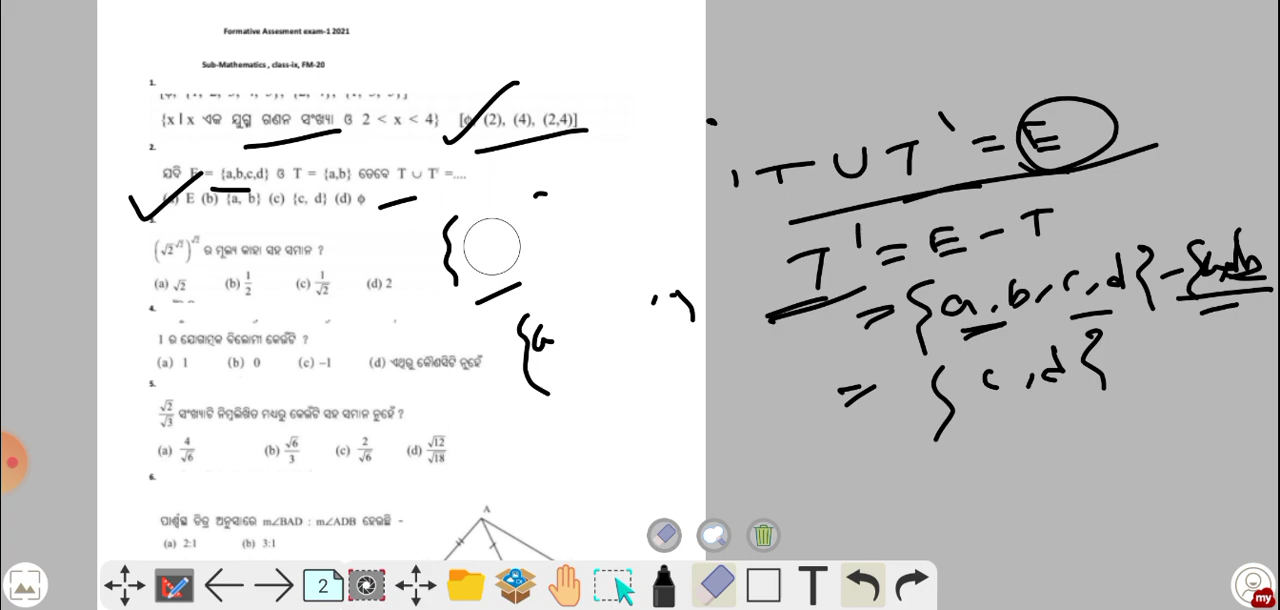 Formative Assesment exam-1 2021
Sub-Mathematics , class-ix, FM-20
1.
{x ∣ x ଏକ ଯୁଗ୍ମ ଗଣନ ସଂଖ୍ୟା ଓ 2 < x < 4} [ϕ, (2), (4), (2,4)]
2.
ଯଦି E = {a,b,c,d} ଓ T = {a,b} ତେବେ T ∪ T' =....
E (b) {a, b} (c) {c, d} (d) ϕ
(√2^√2)^√2 ର ମୂଲ୍ୟ କାହା ସହ ସମାନ ?
(a) √2 (b) 1/2 (c) 1/√2 (d) 2
4.
1 ର ଯୋଗାତ୍ମକ ବିଲୋମୀ କେଉଁଟି ?
(a) 1 (b) 0 (c) −1 (d) ଏଥିରୁ କୌଣସିଟି ନୁହେଁ
5.
√2/√3 ସଂଖ୍ୟାଟି ନିମ୍ନଲିଖିତ ମଧ୍ୟରୁ କେଉଁଟି ସହ ସମାନ ନୁହେଁ ?
(a) 4/√6 (b) √6/3 (c) 2/√6 (d) √12/√18
6.
ପାର୍ଶ୍ୱସ୍ଥ ଚିତ୍ର ଅନୁସାରେ m∠BAD : m∠ADB ହେଉଛି -
(a) 2:1 (b) 3:1
A
T ∪ T' = E
T' = E − T
= {a, b, c, d} −
= {c, d}
2
T
my